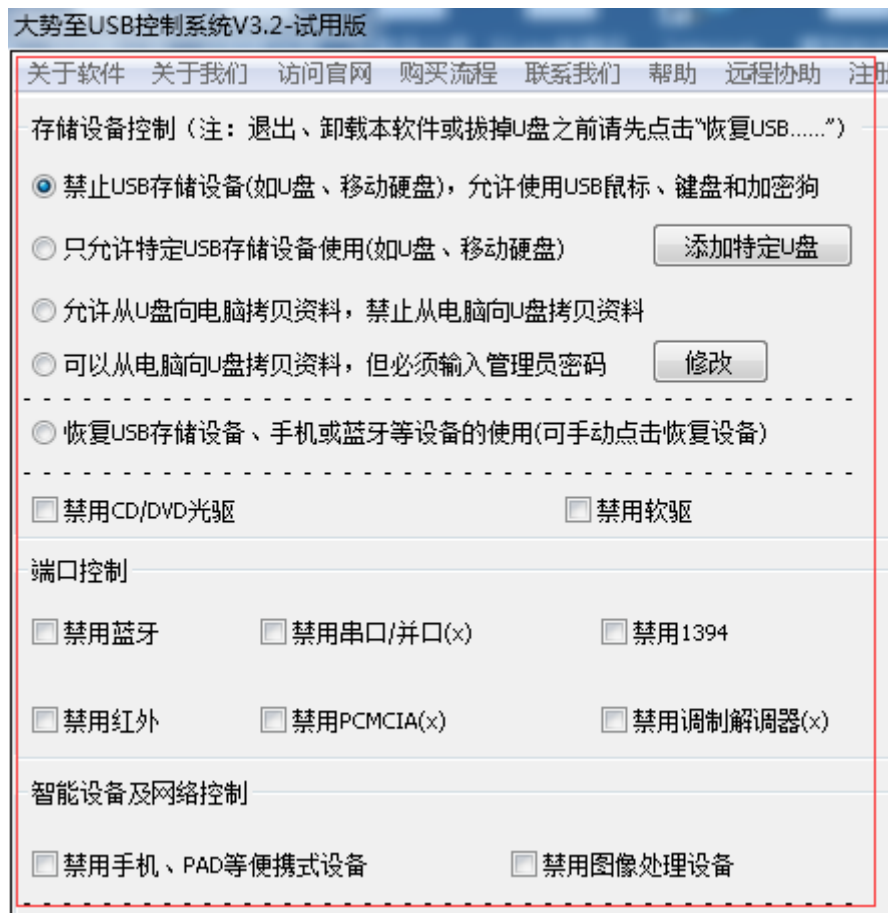 大势至USB控制系统V3.2-试用版
关于软件 关于我们 访问官网 购买流程 联系我们 帮助 远程协助 注册
存储设备控制（注：退出、卸载本软件或拔掉U盘之前请先点击“恢复USB......”）
禁止USB存储设备(如U盘、移动硬盘)，允许使用USB鼠标、键盘和加密狗
只允许特定USB存储设备使用(如U盘、移动硬盘) 添加特定U盘
允许从U盘向电脑拷贝资料，禁止从电脑向U盘拷贝资料
可以从电脑向U盘拷贝资料，但必须输入管理员密码 修改
恢复USB存储设备、手机或蓝牙等设备的使用(可手动点击恢复设备)
禁用CD/DVD光驱 禁用软驱
端口控制
禁用蓝牙 禁用串口/并口(x) 禁用1394
禁用红外 禁用PCMCIA(x) 禁用调制解调器(x)
智能设备及网络控制
禁用手机、PAD等便携式设备 禁用图像处理设备